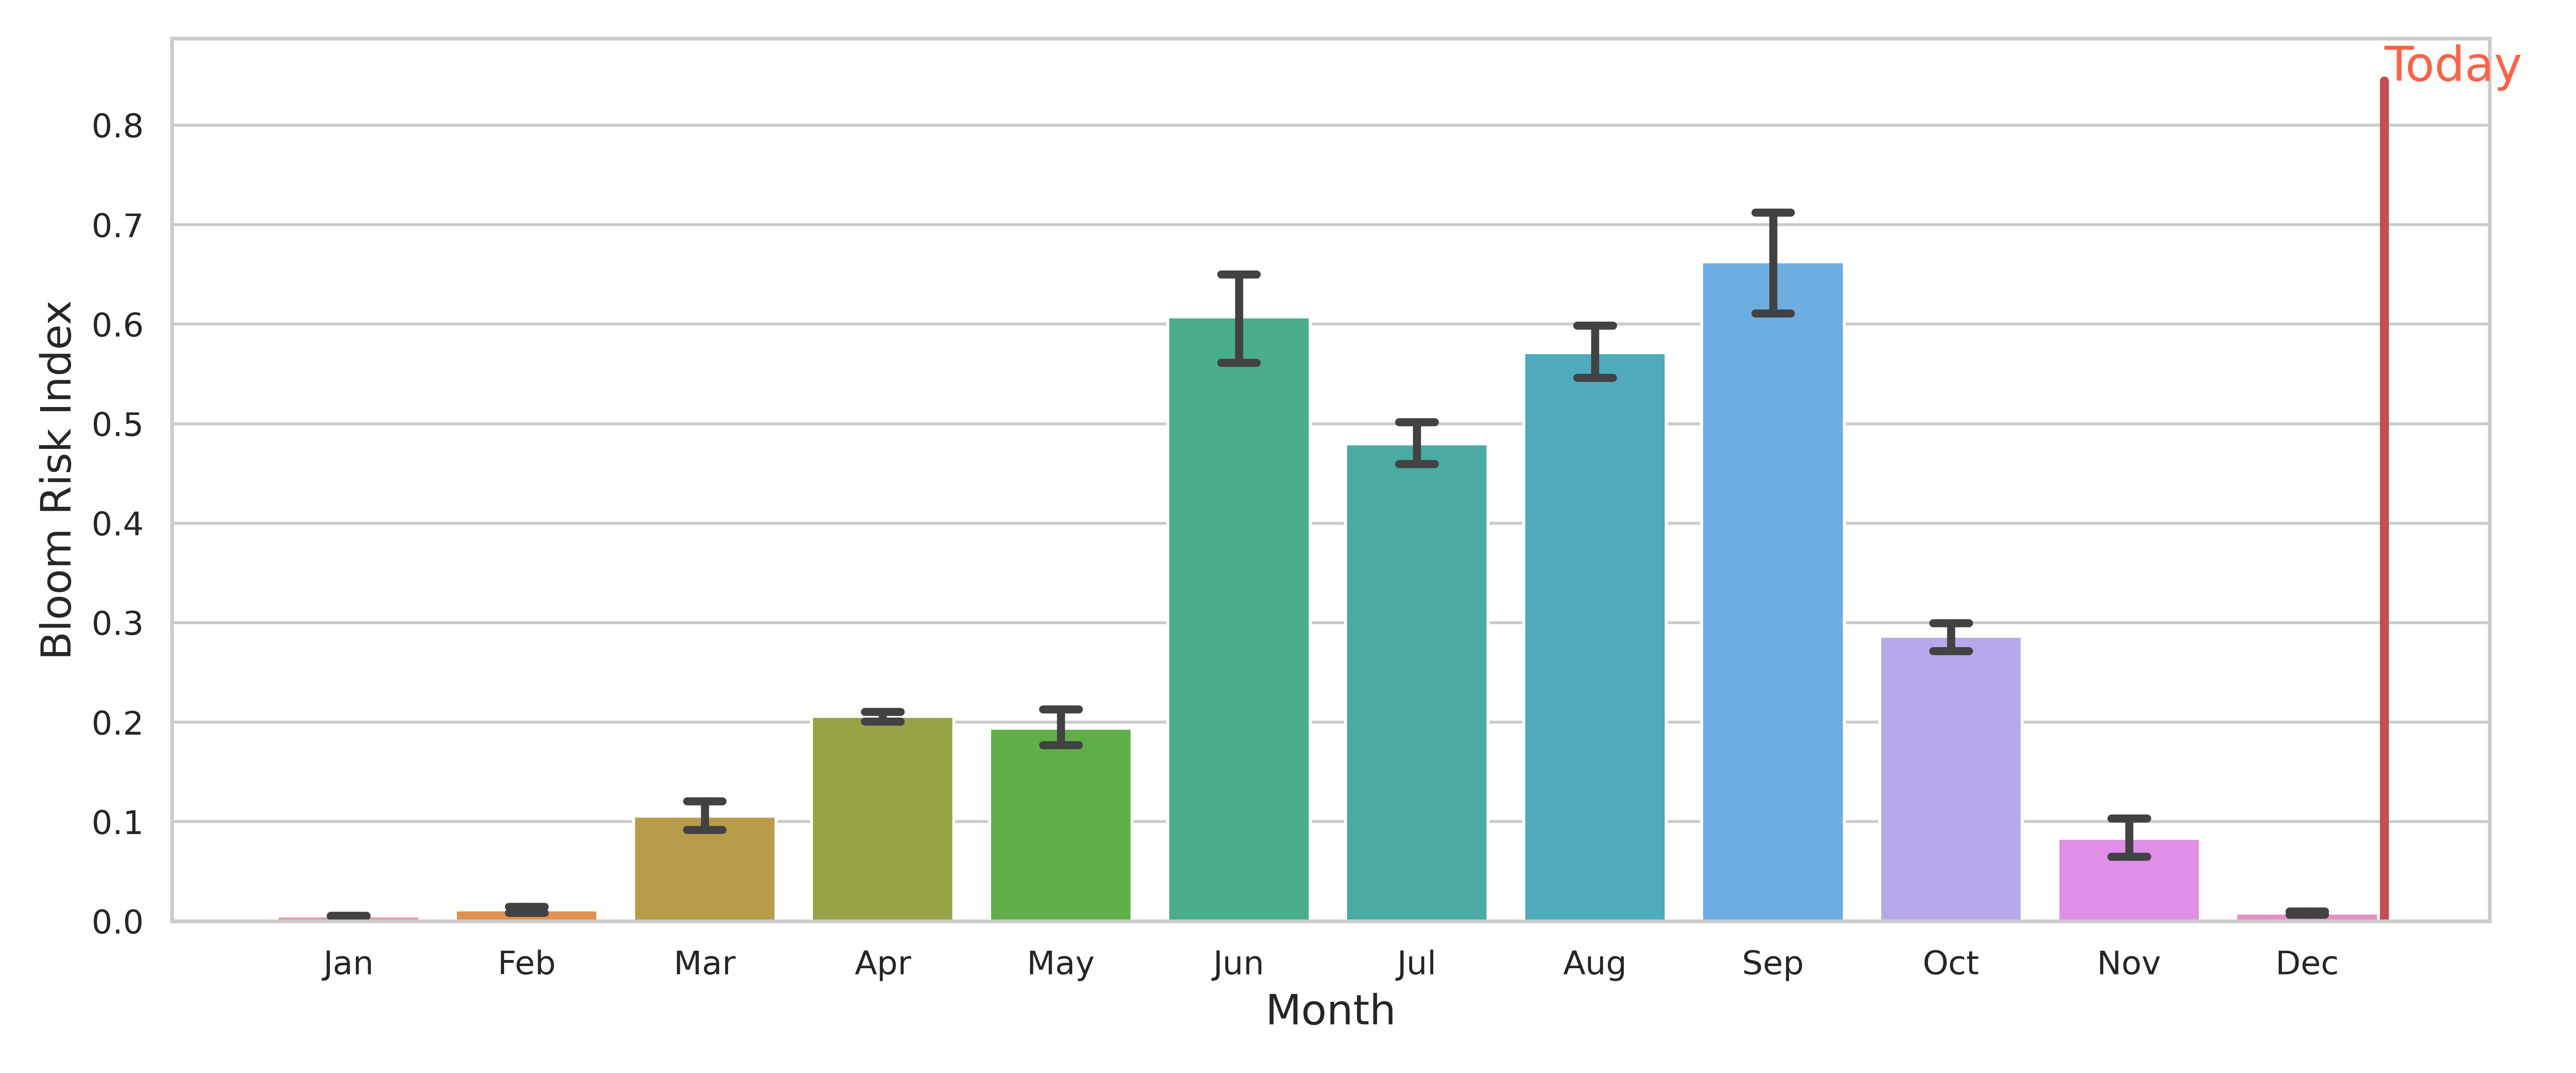 Today
0.8
0.7
0.6
0.5
0.4
0.3
0.2
0.1
0.0
Bloom Risk Index
Jan Feb Mar Apr May Jun Jul Aug Sep Oct Nov Dec
Month